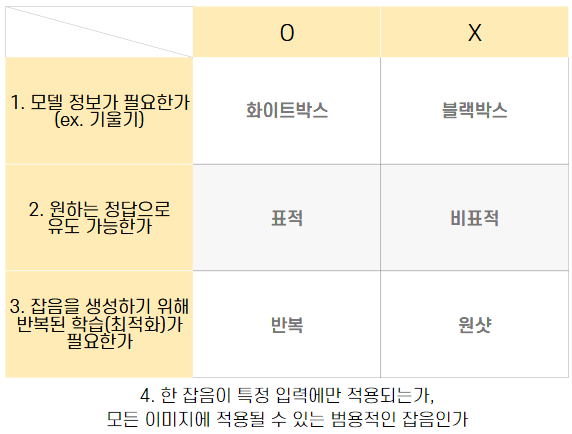 O X
1. 모델 정보가 필요한가
(ex. 기울기)
화이트박스 블랙박스
2. 원하는 정답으로
유도 가능한가
표적 비표적
3. 잡음을 생성하기 위해
반복된 학습(최적화)가
필요한가
반복 원샷
4. 한 잡음이 특정 입력에만 적용되는가,
모든 이미지에 적용될 수 있는 범용적인 잡음인가